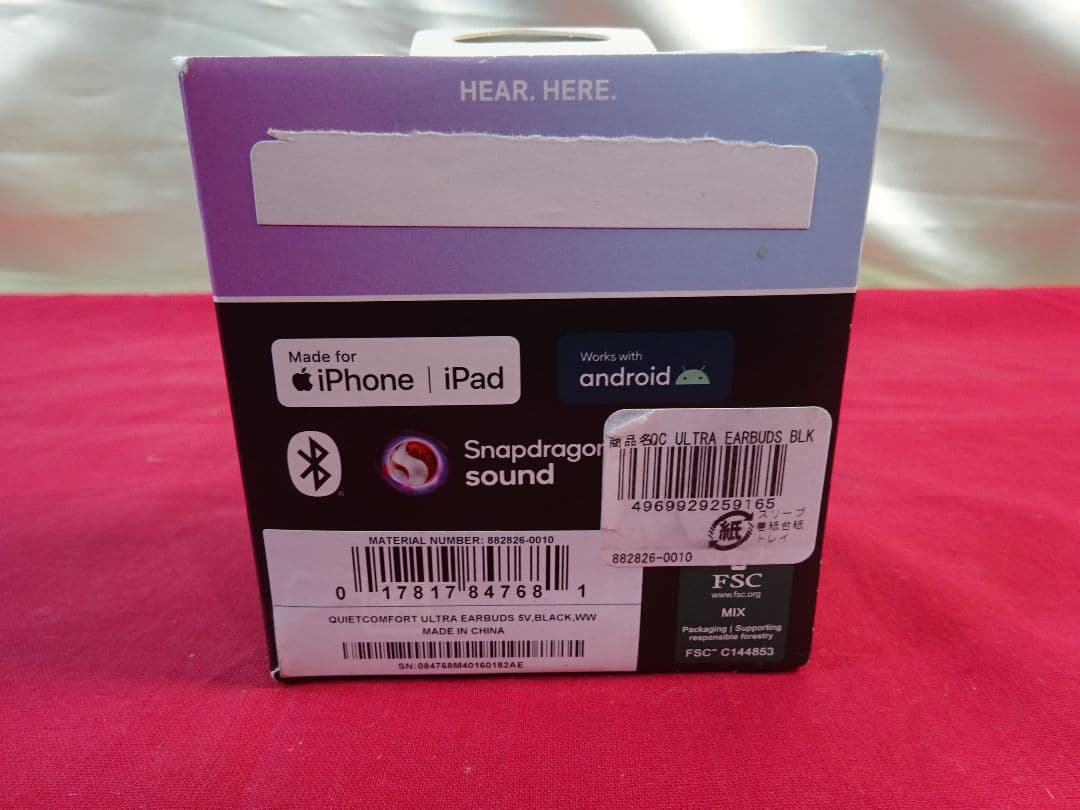 HEAR. HERE.
Made for
iPhone | iPad
Works with
android
Snapdragon
sound
商品名QC ULTRA EARBUDS BLK
4969929259165
紙
スリーブ
巻紙台紙
トレイ
882826-0010
MATERIAL NUMBER: 882826-0010
0 17817 84768 1
QUIETCOMFORT ULTRA EARBUDS 5V,BLACK,WW
MADE IN CHINA
SN:084768M40160182AE
FSC
www.fsc.org
MIX
Packaging | Supporting
responsible forestry
FSC™ C144853